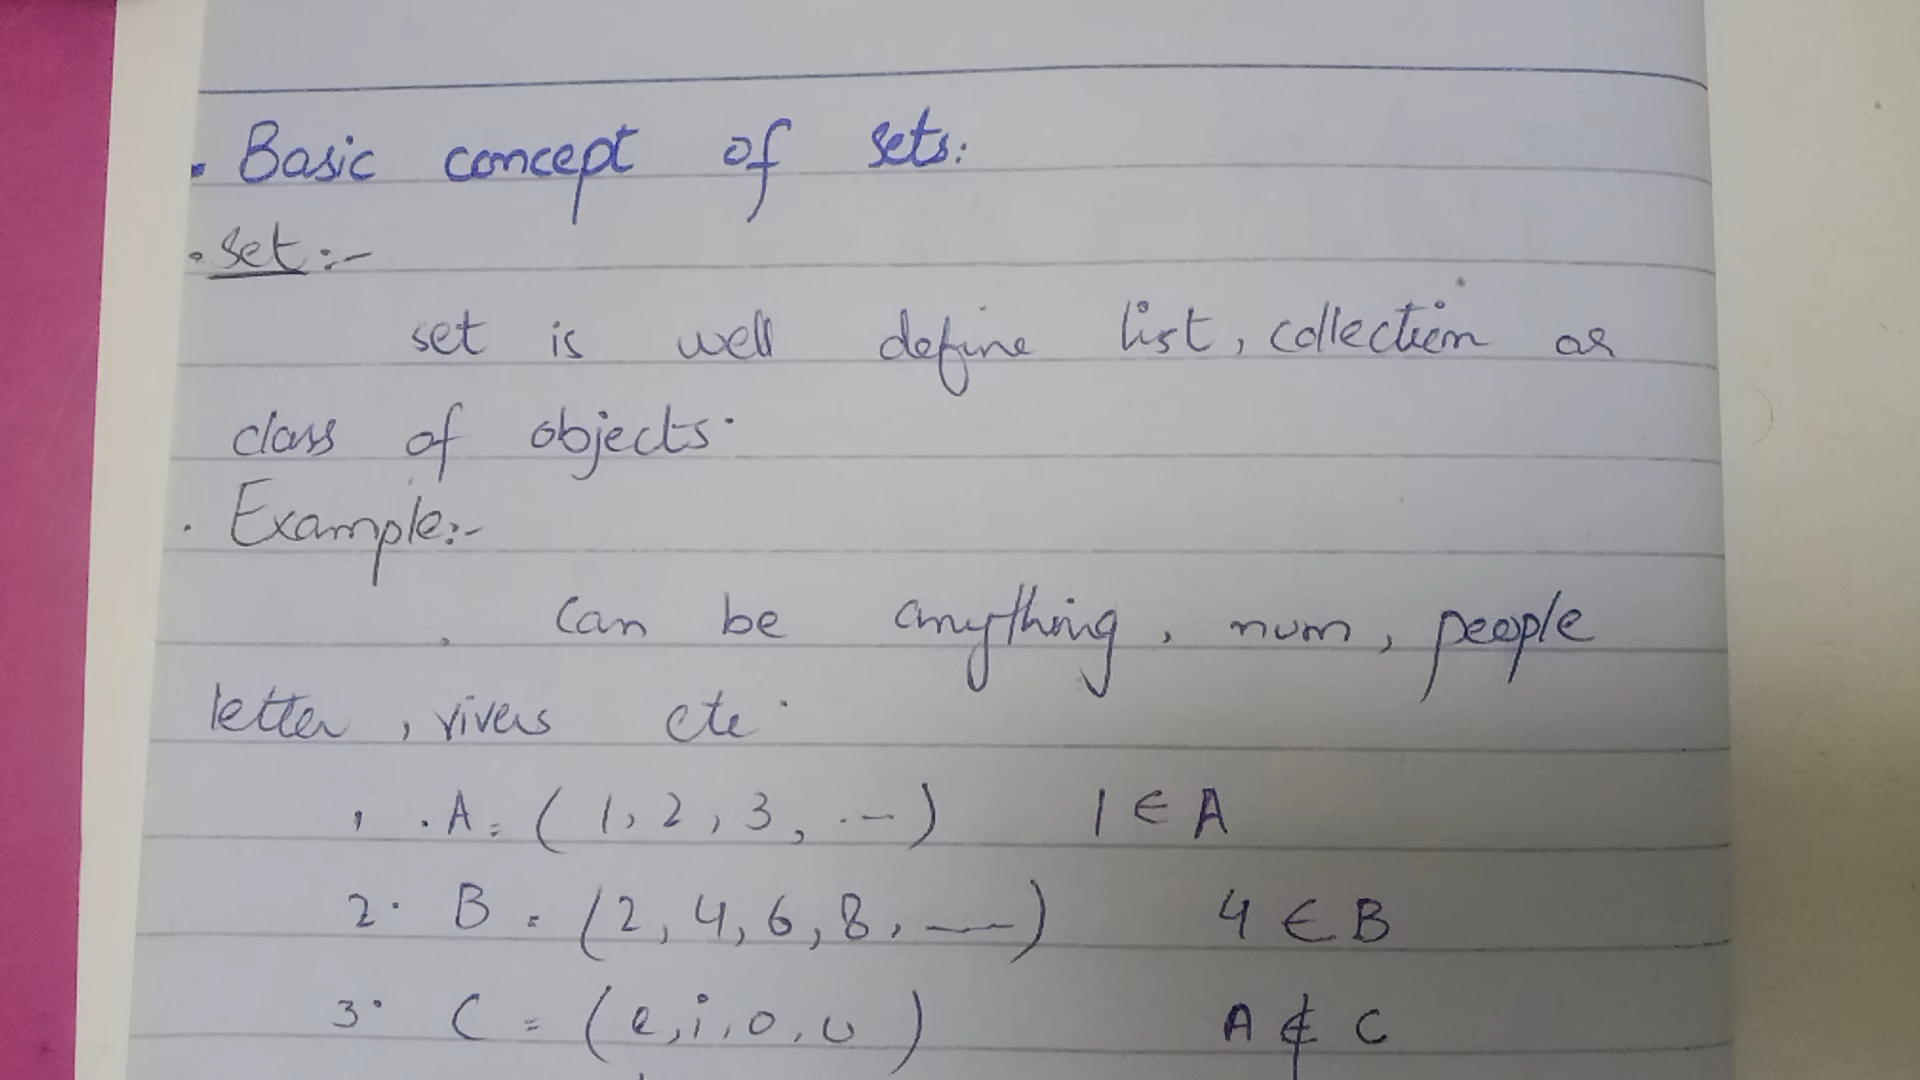 . Basic concept of sets:
. Set :-
set is well define list, collection or
class of objects.
. Example:-
Can be anything, num, people
letter, rivers etc.
1 . A = ( 1, 2, 3, ... ) 1 ∈ A
2. B = ( 2, 4, 6, 8, ... ) 4 ∈ B
3. C = ( e, i, o, u ) A ∉ C